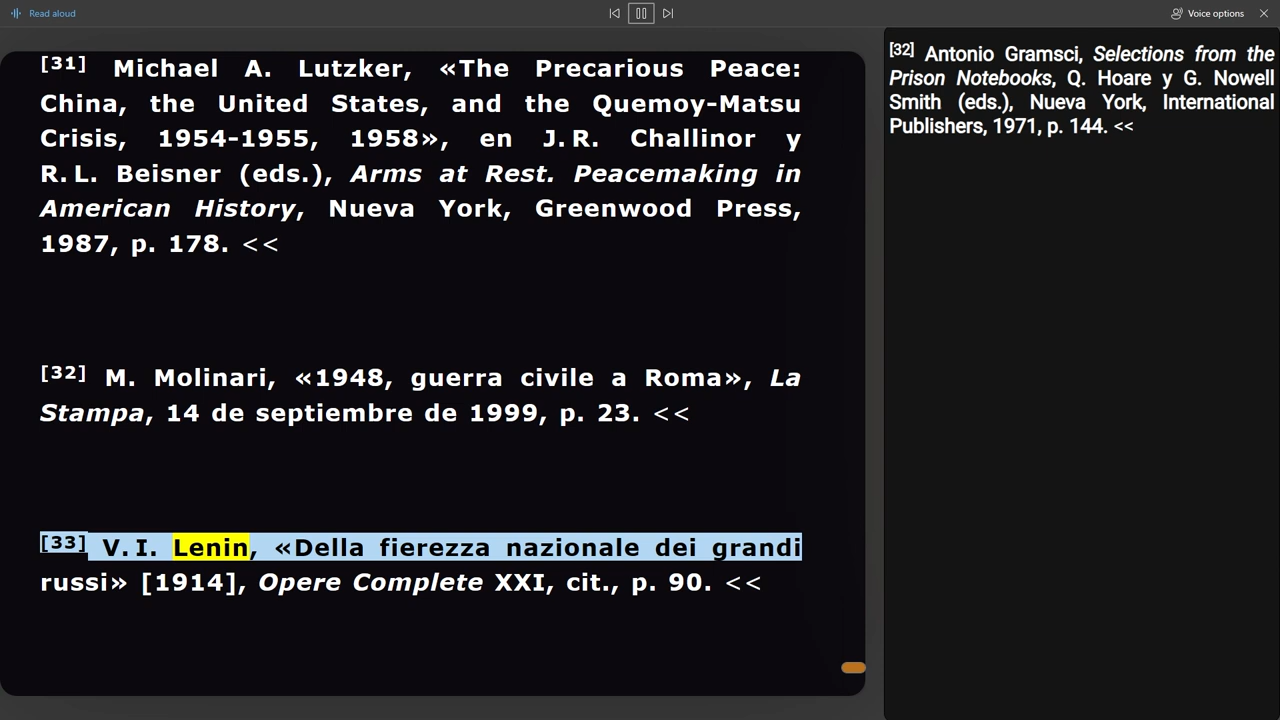 Read aloud
Voice options
[31] Michael A. Lutzker, «The Precarious Peace:
China, the United States, and the Quemoy-Matsu
Crisis, 1954-1955, 1958», en J. R. Challinor y
R. L. Beisner (eds.), Arms at Rest. Peacemaking in
American History, Nueva York, Greenwood Press,
1987, p. 178. <<
[32] M. Molinari, «1948, guerra civile a Roma», La
Stampa, 14 de septiembre de 1999, p. 23. <<
[33] V. I. Lenin, «Della fierezza nazionale dei grandi
russi» [1914], Opere Complete XXI, cit., p. 90. <<
[32] Antonio Gramsci, Selections from the
Prison Notebooks, Q. Hoare y G. Nowell
Smith (eds.), Nueva York, International
Publishers, 1971, p. 144. <<